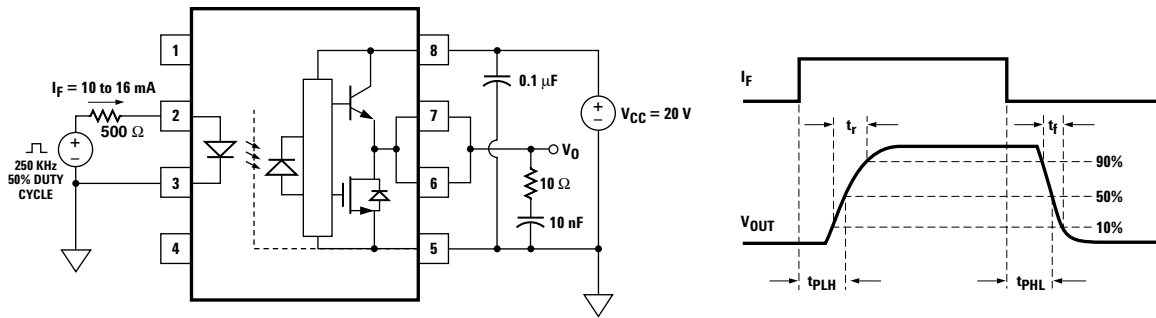 1
8
I_F = 10 to 16 mA
0.1 μF
2
7
500 Ω
+
−
V_CC = 20 V
+
−
V_O
250 KHz
50% DUTY
CYCLE
3
6
10 Ω
10 nF
4
5
I_F
t_r
t_f
90%
50%
V_OUT
10%
t_PLH
t_PHL